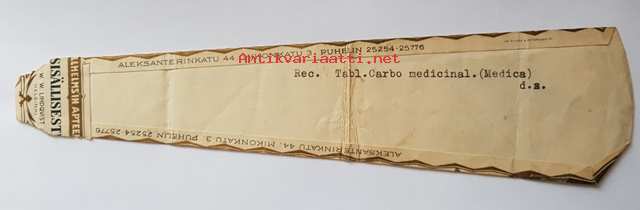 ALEKSANTERINKATU 44. MIKONKATU 3. PUHELIN 25254-25776
Antikvariaatti.net
Rec. Tabl.Carbo medicinal.(Medica)
d.s.
SISÄLLISESTI
W. W. LINDQVIST
ALEKSANTERINKATU 44. MIKONKATU 3. PUHELIN 25254-25776